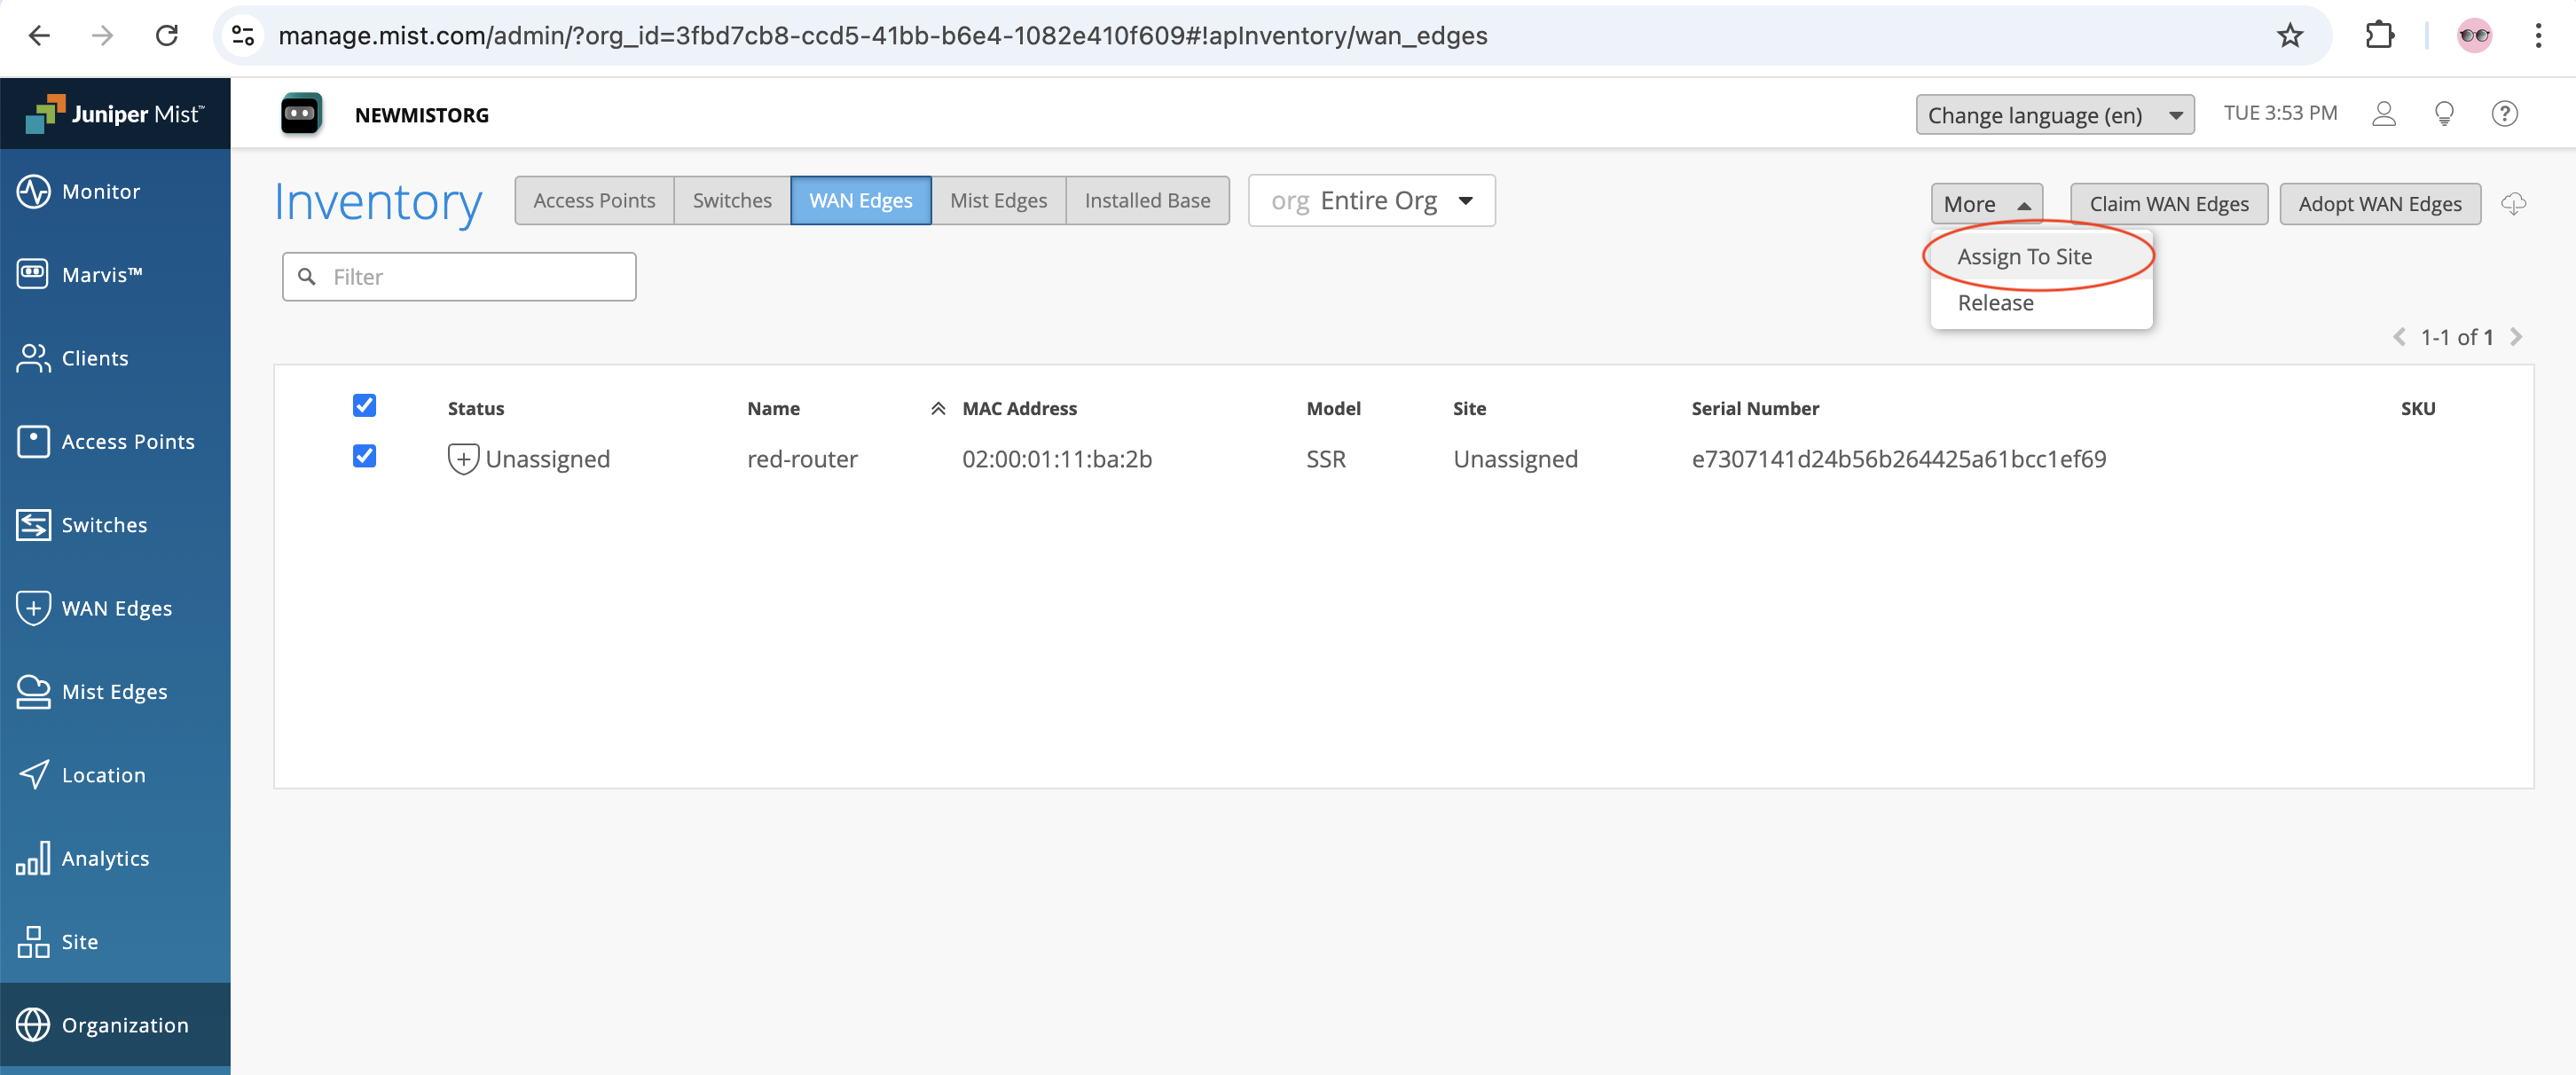 manage.mist.com/admin/?org_id=3fbd7cb8-ccd5-41bb-b6e4-1082e410f609#!apInventory/wan_edges
Juniper Mist™
NEWMISTORG
Change language (en)
TUE 3:53 PM
Monitor
Marvis™
Clients
Access Points
Switches
WAN Edges
Mist Edges
Location
Analytics
Site
Organization
Inventory
Access Points Switches WAN Edges Mist Edges Installed Base
org Entire Org
More
Claim WAN Edges
Adopt WAN Edges
Assign To Site
Release
Filter
1-1 of 1
Status Name MAC Address Model Site Serial Number SKU
Unassigned red-router 02:00:01:11:ba:2b SSR Unassigned e7307141d24b56b264425a61bcc1ef69